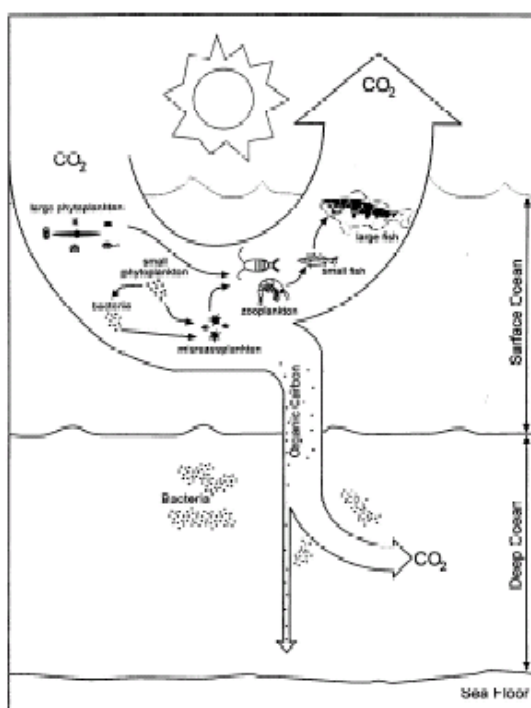 CO2
CO2
large phytoplankton
large fish
small
phytoplankton
small fish
bacteria
zooplankton
microzooplankton
Surface Ocean
Organic Carbon
Bacteria
CO2
Deep Ocean
Sea Floor